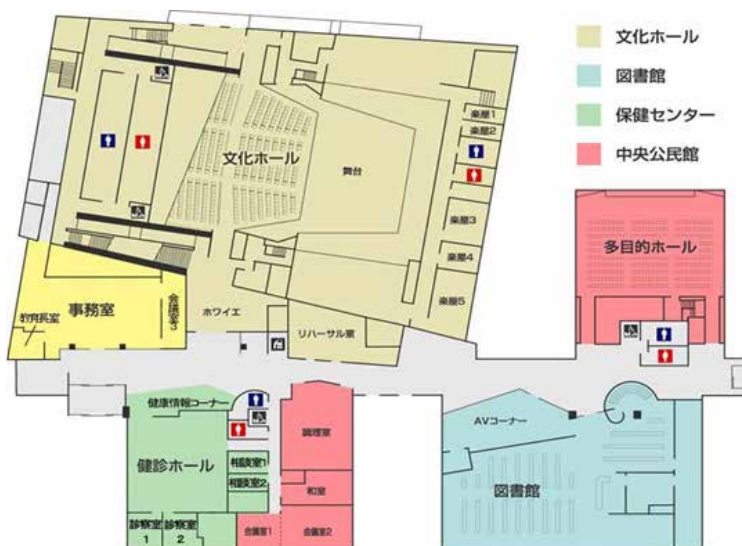 文化ホール
図書館
保健センター
中央公民館
楽屋1
楽屋2
文化ホール
舞台
楽屋3
多目的ホール
楽屋4
楽屋5
会議室3
事務室
教育長室
ホワイエ
リハーサル室
健康情報コーナー
AVコーナー
調理室
健診ホール
相談室1
相談室2
和室
図書館
診察室
1
診察室
2
会議室1
会議室2